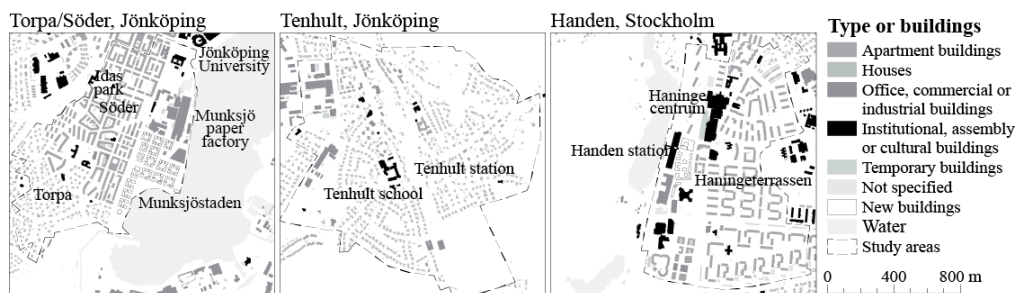 Torpa/Söder, Jönköping
Jönköping
University
Idas
park
Söder
Munksjö
paper
factory
Torpa
Munksjöstaden
Tenhult, Jönköping
Tenhult station
Tenhult school
Handen, Stockholm
Haninge
centrum
Handen station
Haningeterrassen
Type or buildings
Apartment buildings
Houses
Office, commercial or
industrial buildings
Institutional, assembly
or cultural buildings
Temporary buildings
Not specified
New buildings
Water
Study areas
0 400 800 m